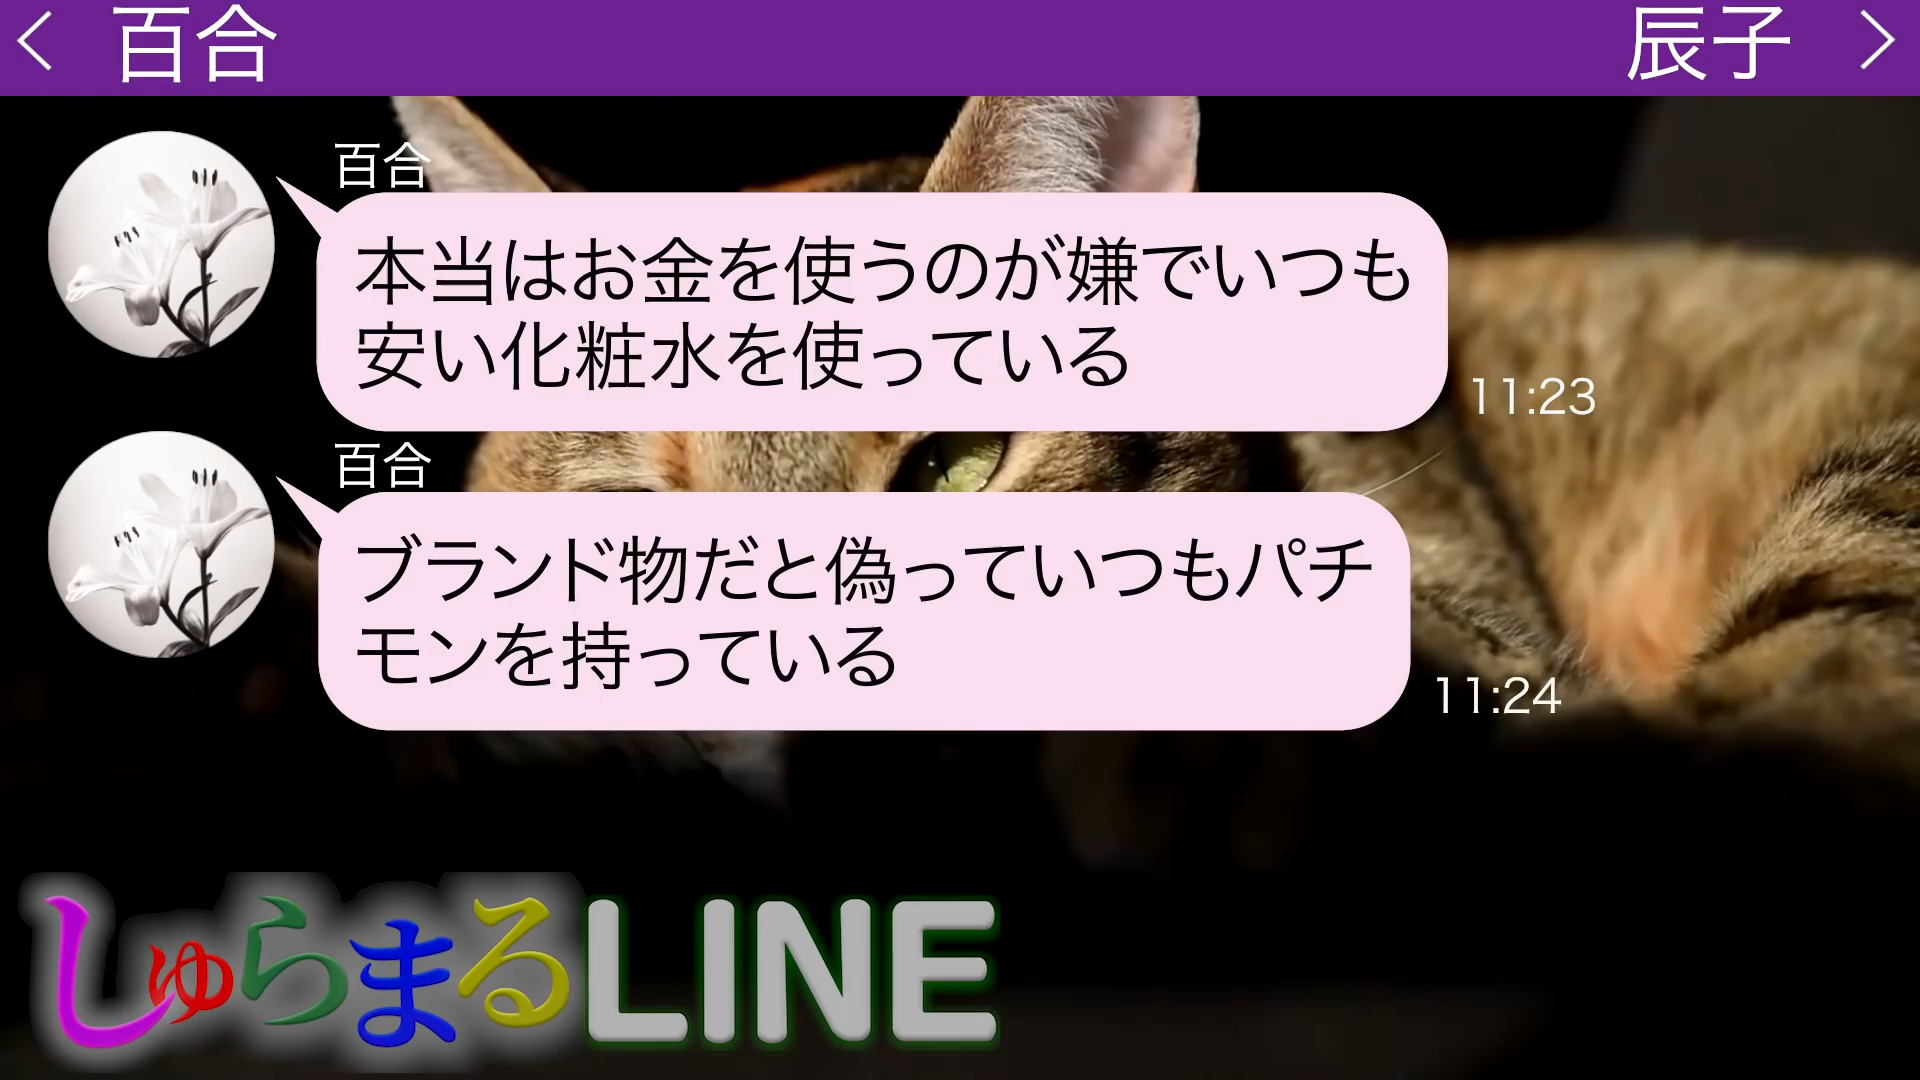 百合
辰子
百合
本当はお金を使うのが嫌でいつも
安い化粧水を使っている
11:23
百合
ブランド物だと偽っていつもパチ
モンを持っている
11:24
しゅらまるLINE